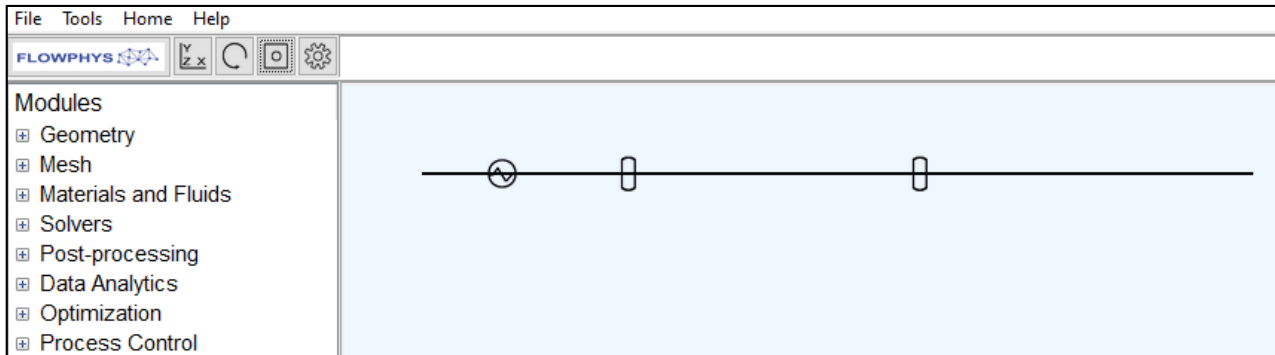 File Tools Home Help
FLOWPHYS Y Z X
Modules
Geometry
Mesh
Materials and Fluids
Solvers
Post-processing
Data Analytics
Optimization
Process Control